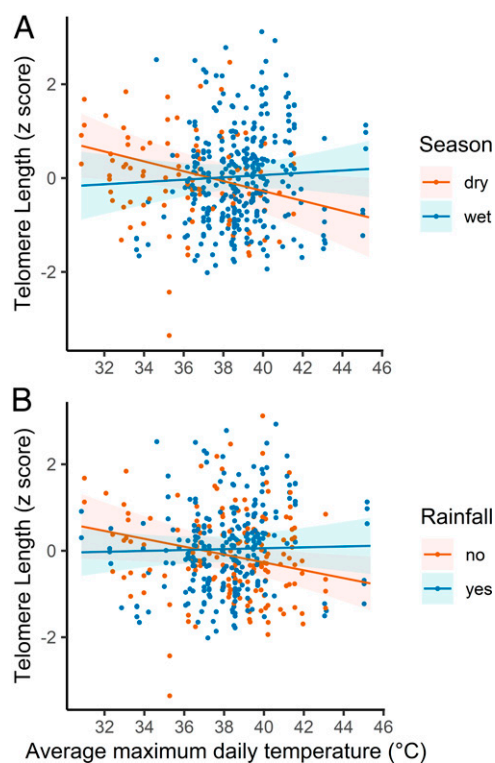 A
Telomere Length (z score)
2
0
-2
32 34 36 38 40 42 44 46
Season
dry
wet
B
Telomere Length (z score)
2
0
-2
32 34 36 38 40 42 44 46
Average maximum daily temperature (°C)
Rainfall
no
yes